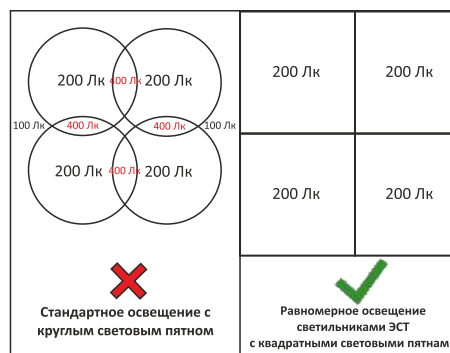 200 Лк 400 Лк 200 Лк
100 Лк 400 Лк 400 Лк 100 Лк
200 Лк 400 Лк 200 Лк
Стандартное освещение с
круглым световым пятном
200 Лк 200 Лк
200 Лк 200 Лк
Равномерное освещение
светильниками ЭСТ
с квадратными световыми пятнам